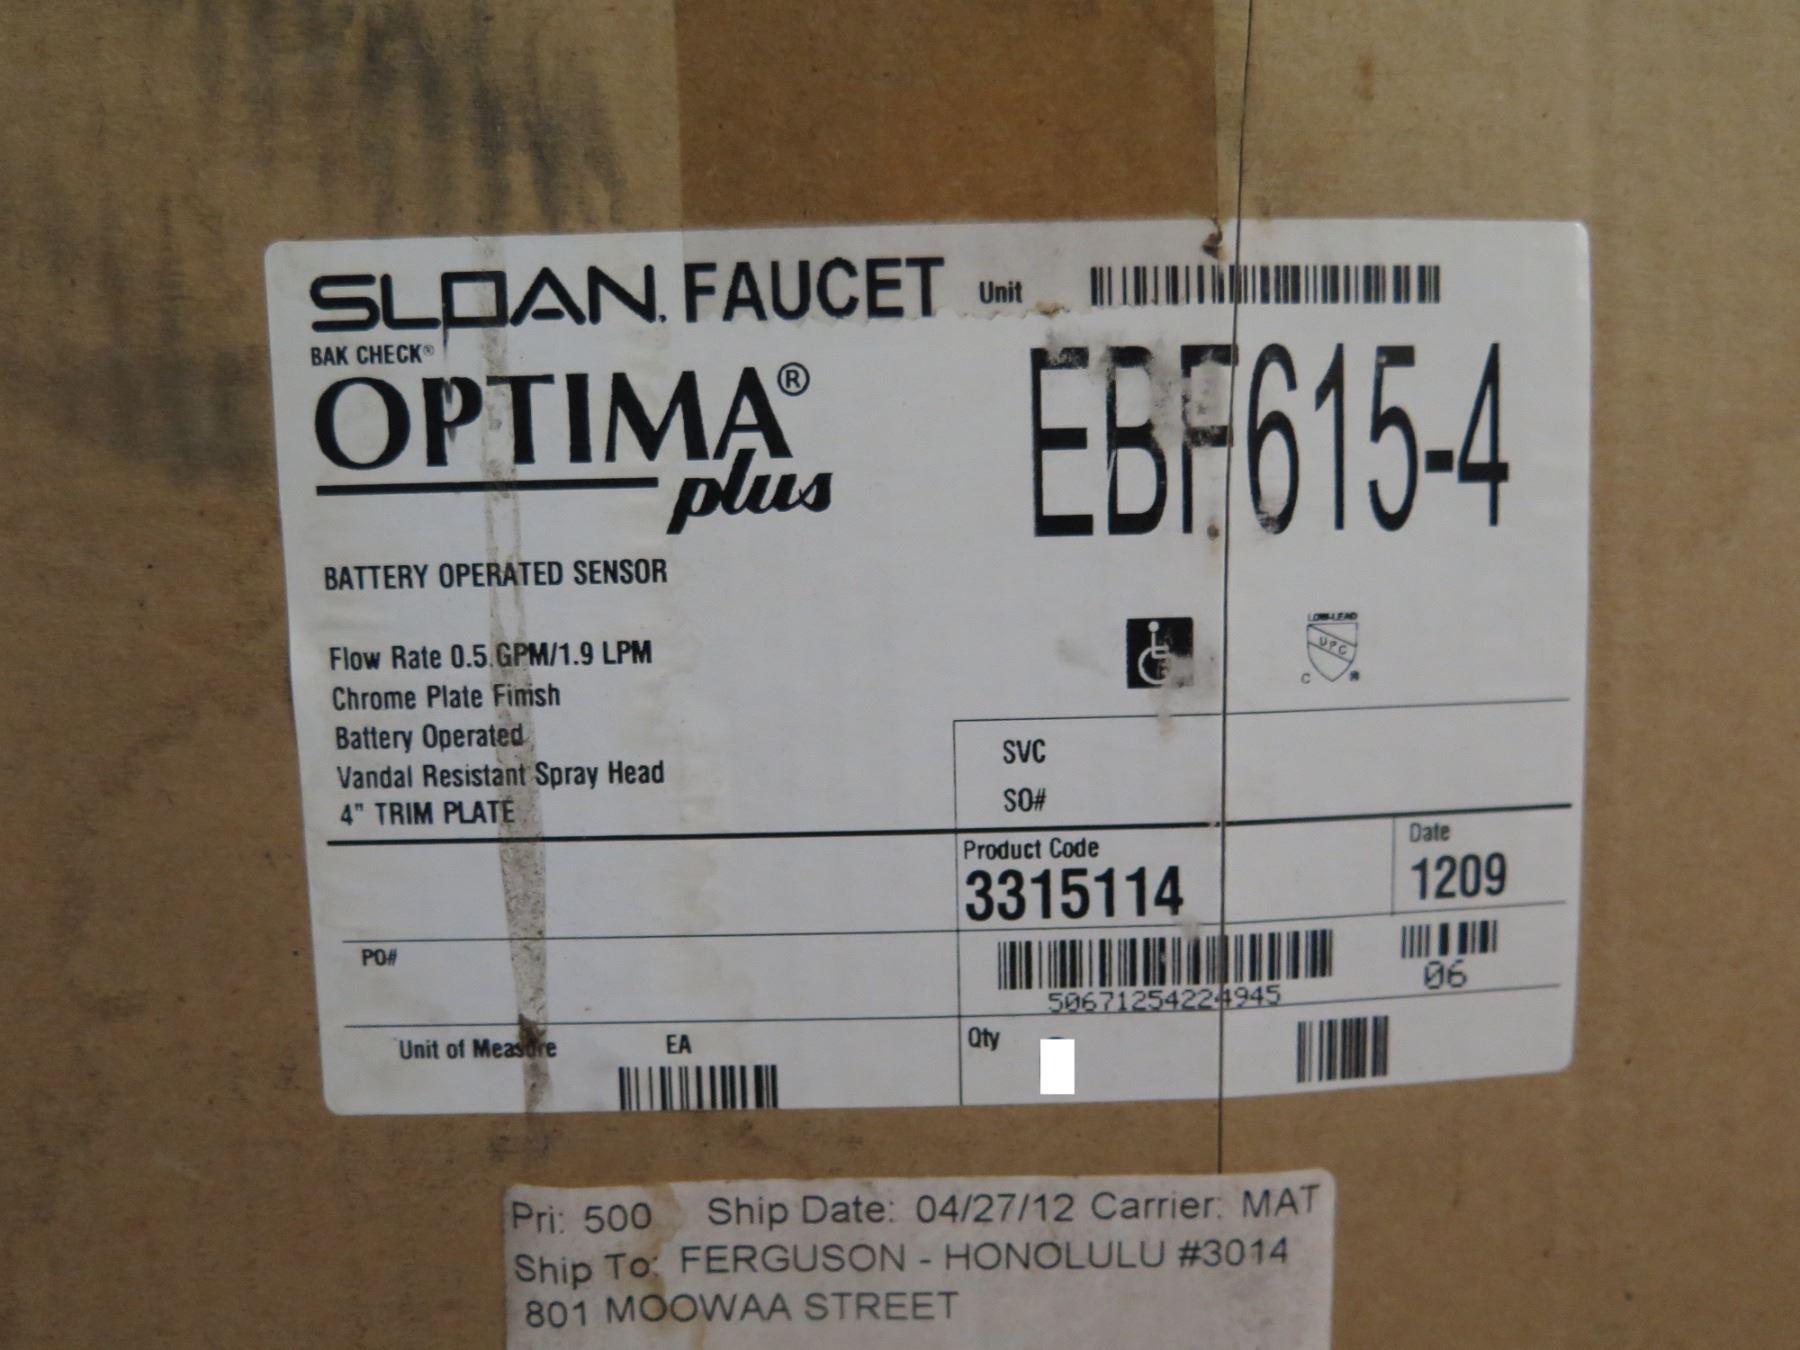 SLOAN. FAUCET Unit
BAK CHECK®
OPTIMA® plus
EBF615-4
BATTERY OPERATED SENSOR
Flow Rate 0.5 GPM/1.9 LPM
Chrome Plate Finish
Battery Operated
Vandal Resistant Spray Head
4" TRIM PLATE
LOW-LEAD
UPC
C ®
SVC
SO#
Product Code
3315114
Date
1209
PO#
50671254224945
06
Unit of Measure EA
Qty
Pri: 500 Ship Date: 04/27/12 Carrier: MAT
Ship To: FERGUSON - HONOLULU #3014
801 MOOWAA STREET